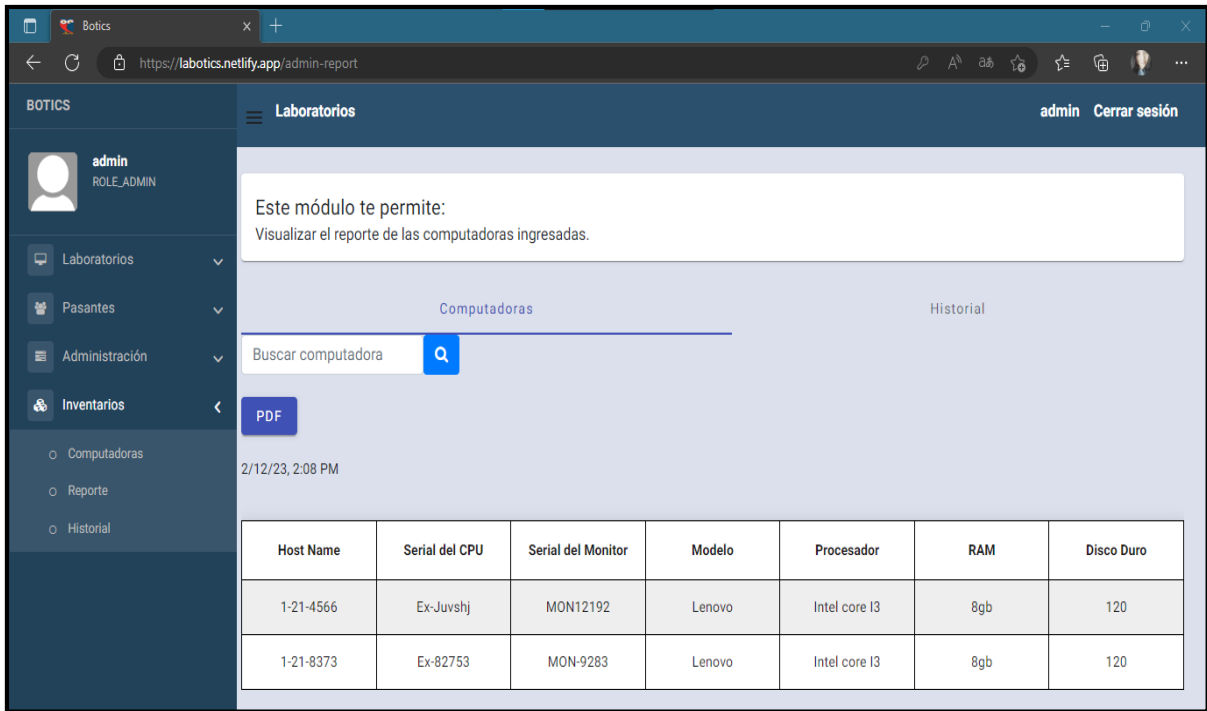 Botics
https://labotics.netlify.app/admin-report
BOTICS
Laboratorios
admin Cerrar sesión
admin
ROLE_ADMIN
Laboratorios
Pasantes
Administración
Inventarios
Computadoras
Reporte
Historial
Este módulo te permite:
Visualizar el reporte de las computadoras ingresadas.
Computadoras Historial
Buscar computadora
PDF
2/12/23, 2:08 PM
Host Name Serial del CPU Serial del Monitor Modelo Procesador RAM Disco Duro
1-21-4566 Ex-Juvshj MON12192 Lenovo Intel core I3 8gb 120
1-21-8373 Ex-82753 MON-9283 Lenovo Intel core I3 8gb 120